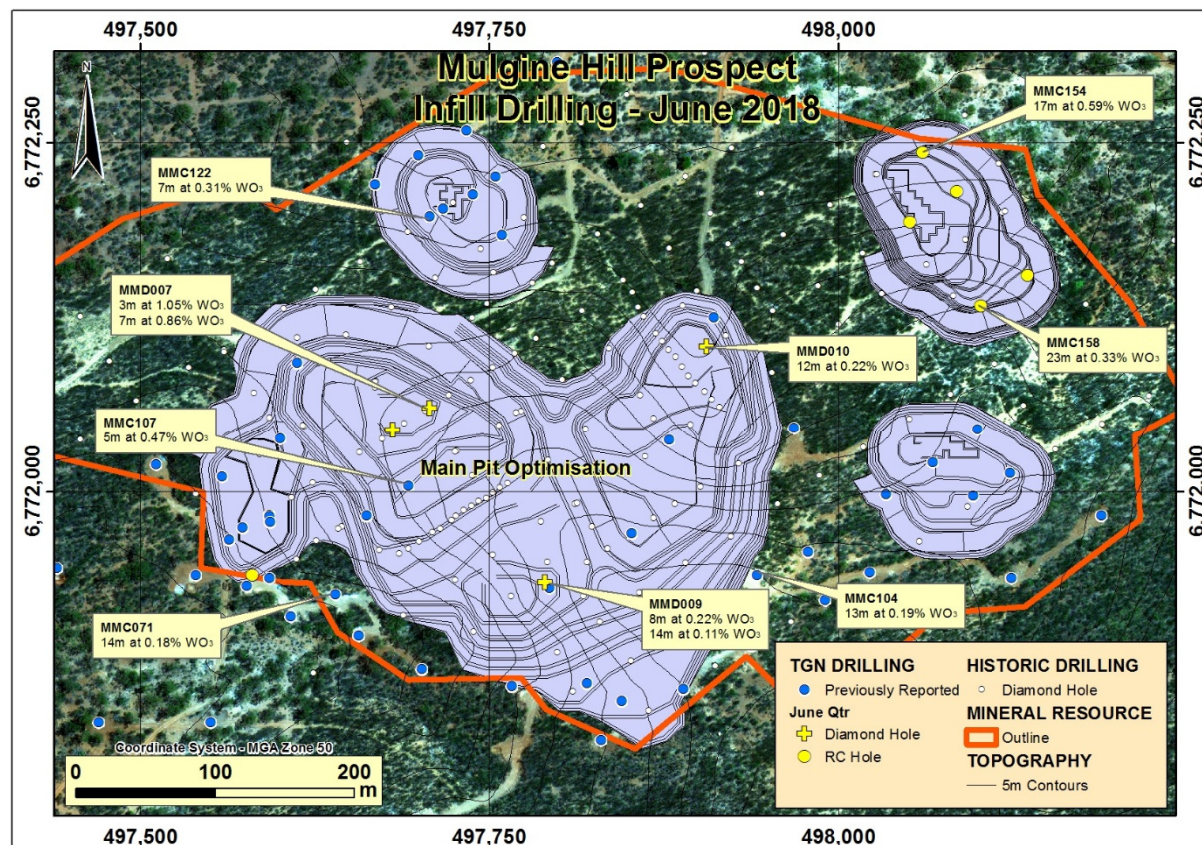 497,500
497,750
498,000
Mulgine Hill Prospect
Infill Drilling - June 2018
N
6,772,250
6,772,250
MMC154
17m at 0.59% WO₃
MMC122
7m at 0.31% WO₃
MMD007
3m at 1.05% WO₃
7m at 0.86% WO₃
MMD010
12m at 0.22% WO₃
MMC158
23m at 0.33% WO₃
MMC107
5m at 0.47% WO₃
Main Pit Optimisation
6,772,000
6,772,000
MMC071
14m at 0.18% WO₃
MMD009
8m at 0.22% WO₃
14m at 0.11% WO₃
MMC104
13m at 0.19% WO₃
TGN DRILLING
Previously Reported
June Qtr
Diamond Hole
RC Hole
HISTORIC DRILLING
Diamond Hole
MINERAL RESOURCE
Outline
TOPOGRAPHY
5m Contours
Coordinate System - MGA Zone 50
0 100 200
m
497,500
497,750
498,000